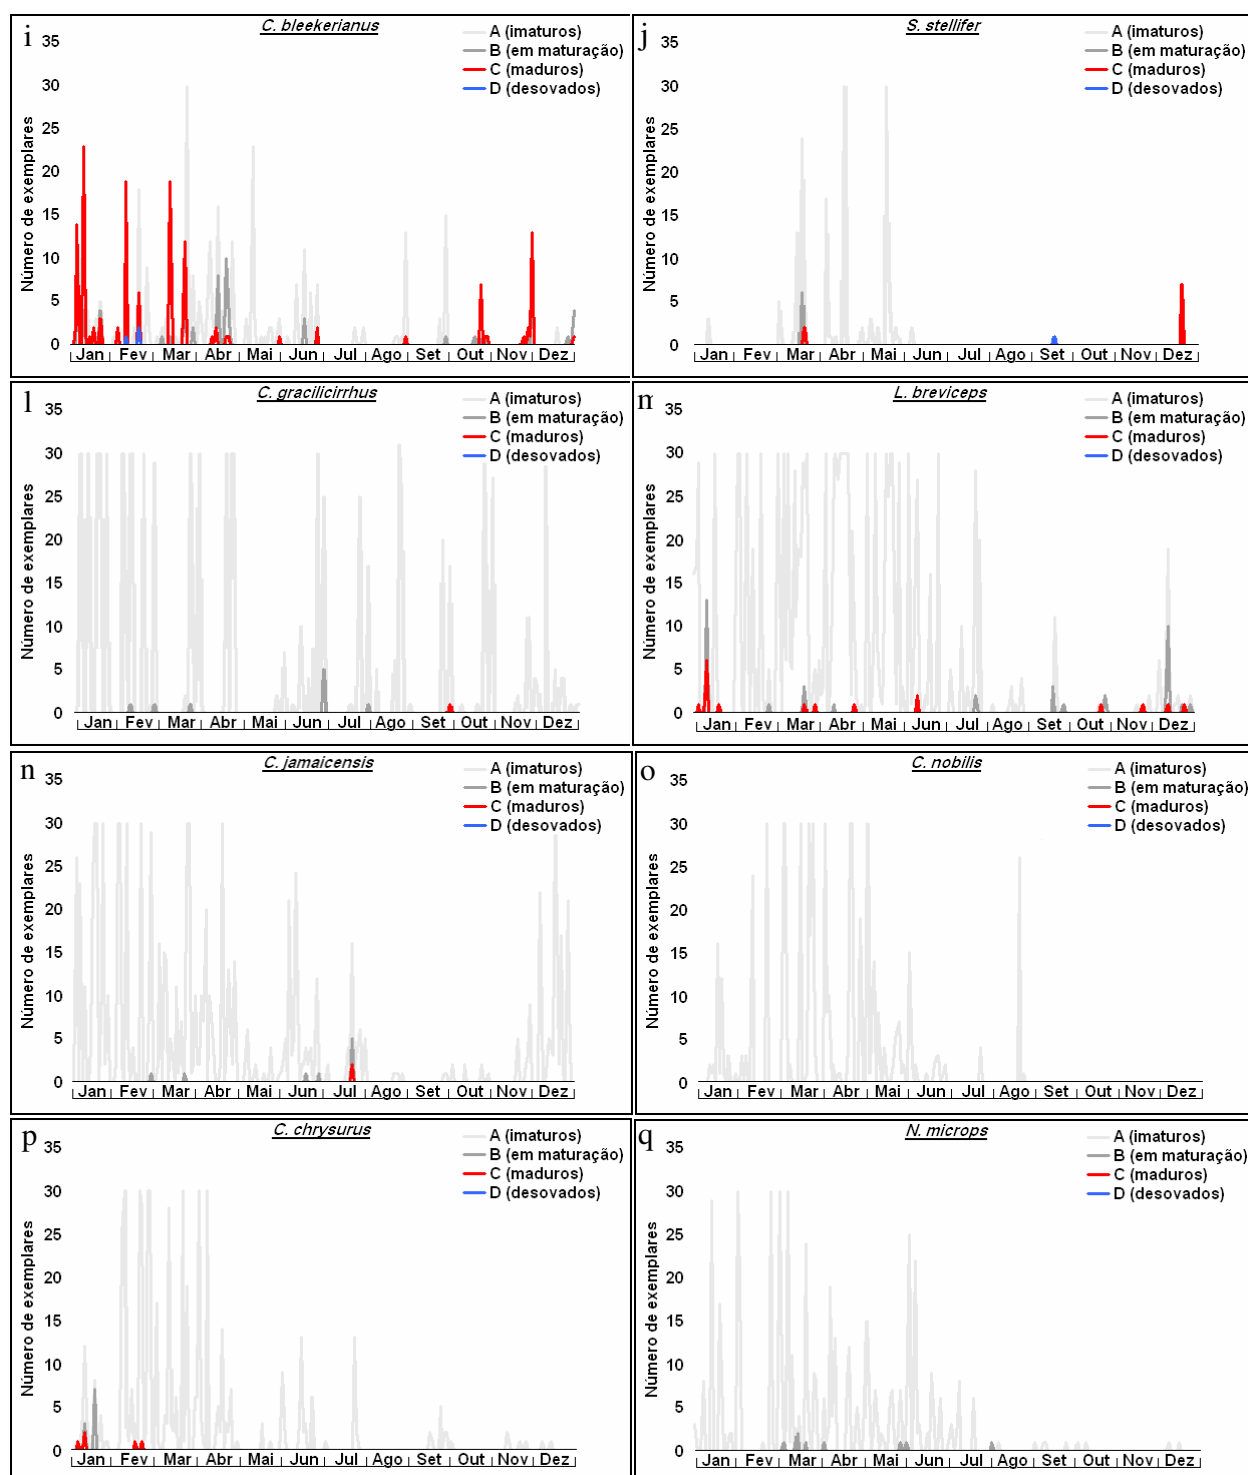 i
C. bleekerianus
A (imaturos)
B (em maturação)
C (maduros)
D (desovados)
Número de exemplares
35
30
25
20
15
10
5
0
Jan Fev Mar Abr Mai Jun Jul Ago Set Out Nov Dez
j
S. stellifer
A (imaturos)
B (em maturação)
C (maduros)
D (desovados)
Número de exemplares
35
30
25
20
15
10
5
0
Jan Fev Mar Abr Mai Jun Jul Ago Set Out Nov Dez
l
C. gracilicirrhus
A (imaturos)
B (em maturação)
C (maduros)
D (desovados)
Número de exemplares
35
30
25
20
15
10
5
0
Jan Fev Mar Abr Mai Jun Jul Ago Set Out Nov Dez
m
L. breviceps
A (imaturos)
B (em maturação)
C (maduros)
D (desovados)
Número de exemplares
35
30
25
20
15
10
5
0
Jan Fev Mar Abr Mai Jun Jul Ago Set Out Nov Dez
n
C. jamaicensis
A (imaturos)
B (em maturação)
C (maduros)
D (desovados)
Número de exemplares
35
30
25
20
15
10
5
0
Jan Fev Mar Abr Mai Jun Jul Ago Set Out Nov Dez
o
C. nobilis
A (imaturos)
B (em maturação)
C (maduros)
D (desovados)
Número de exemplares
35
30
25
20
15
10
5
0
Jan Fev Mar Abr Mai Jun Jul Ago Set Out Nov Dez
p
C. chrysurus
A (imaturos)
B (em maturação)
C (maduros)
D (desovados)
Número de exemplares
35
30
25
20
15
10
5
0
Jan Fev Mar Abr Mai Jun Jul Ago Set Out Nov Dez
q
N. microps
A (imaturos)
B (em maturação)
C (maduros)
D (desovados)
Número de exemplares
35
30
25
20
15
10
5
0
Jan Fev Mar Abr Mai Jun Jul Ago Set Out Nov Dez